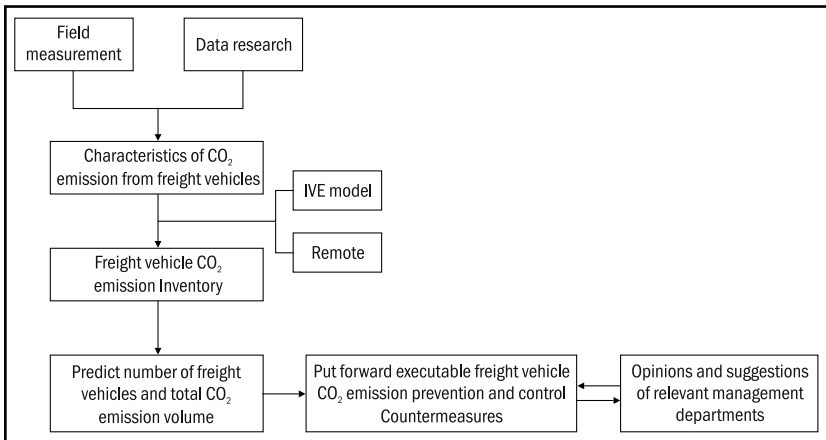 Field
measurement
Data research
Characteristics of CO₂
emission from freight vehicles
IVE model
Remote
Freight vehicle CO₂
emission Inventory
Predict number of freight
vehicles and total CO₂
emission volume
Put forward executable freight vehicle
CO₂ emission prevention and control
Countermeasures
Opinions and suggestions
of relevant management
departments